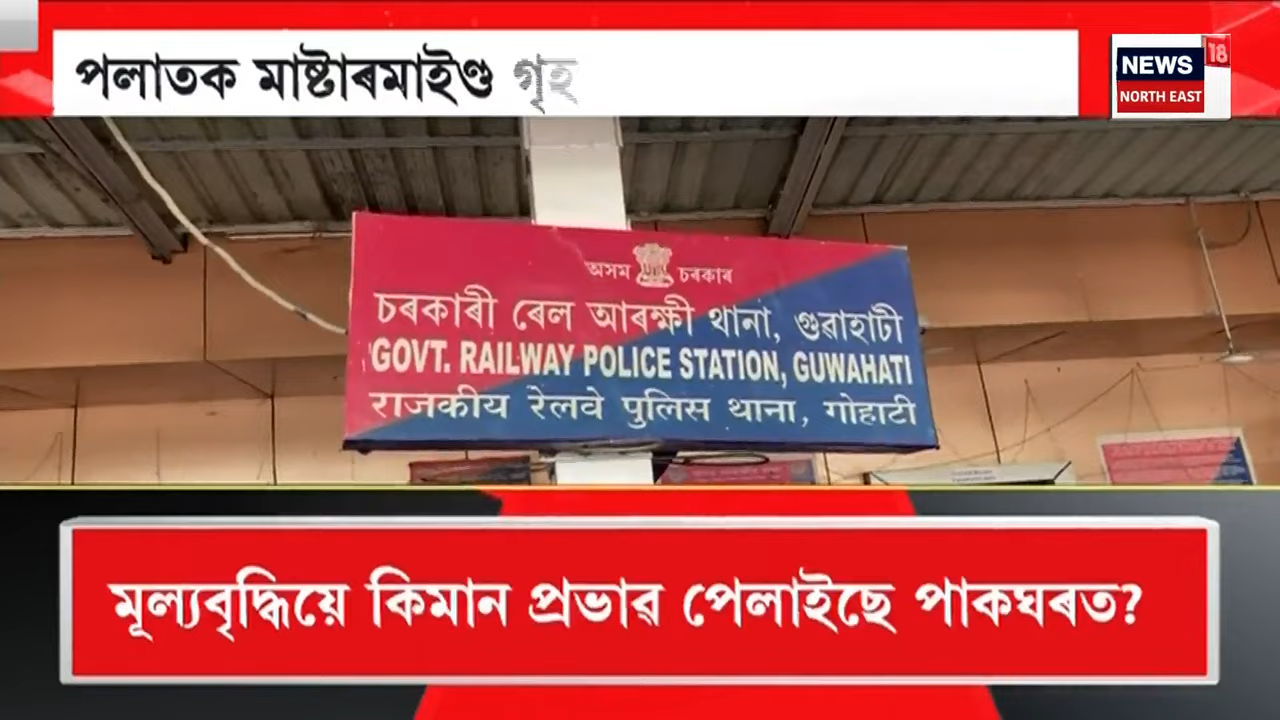 পলাতক মাষ্টাৰমাইণ্ড গৃহ
NEWS 18
NORTH EAST
অসম চৰকাৰ
চৰকাৰী ৰেল আৰক্ষী থানা, গুৱাহাটী
GOVT. RAILWAY POLICE STATION, GUWAHATI
राजकीय रेलवे पुलिस थाना, गोहाटी
মূল্যবৃদ্ধিয়ে কিমান প্ৰভাৱ পেলাইছে পাকঘৰত?